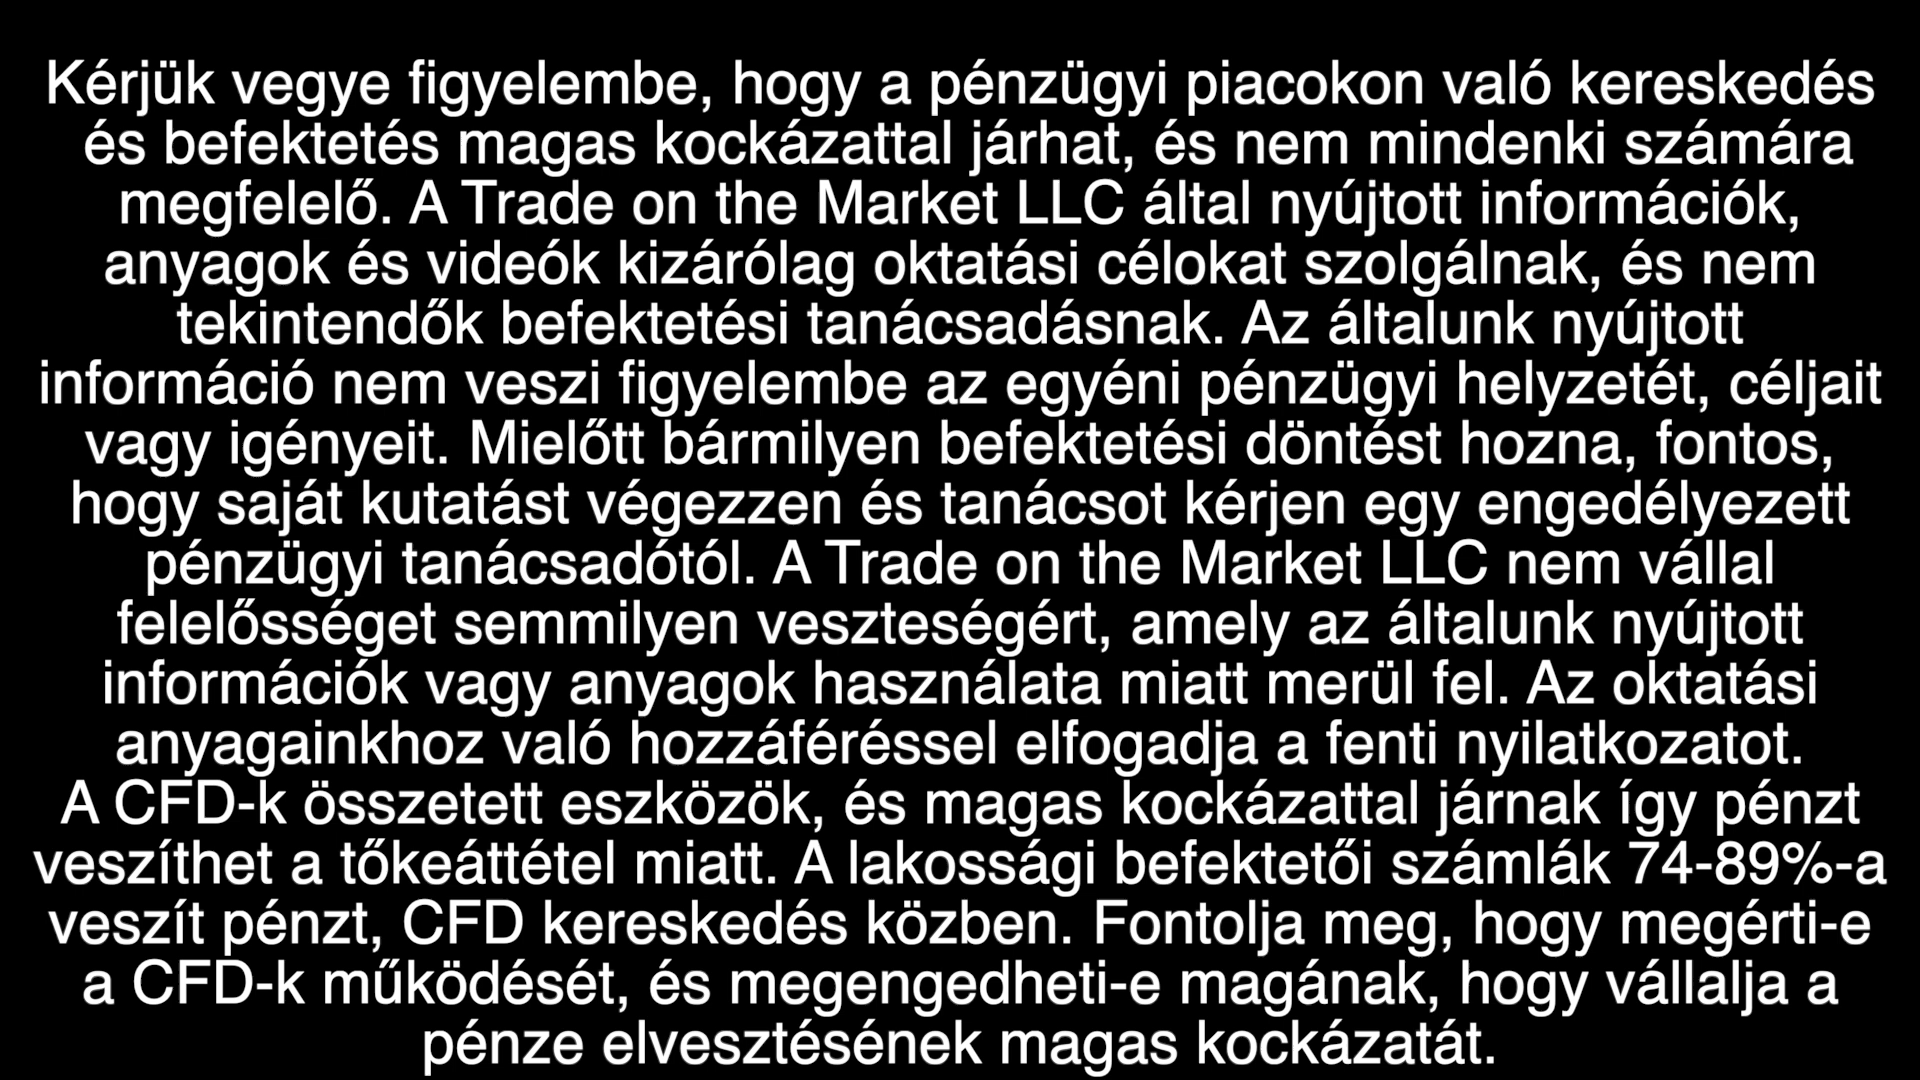 Kérjük vegye figyelembe, hogy a pénzügyi piacokon való kereskedés
és befektetés magas kockázattal járhat, és nem mindenki számára
megfelelő. A Trade on the Market LLC által nyújtott információk,
anyagok és videók kizárólag oktatási célokat szolgálnak, és nem
tekintendők befektetési tanácsadásnak. Az általunk nyújtott
információ nem veszi figyelembe az egyéni pénzügyi helyzetét, céljait
vagy igényeit. Mielőtt bármilyen befektetési döntést hozna, fontos,
hogy saját kutatást végezzen és tanácsot kérjen egy engedélyezett
pénzügyi tanácsadótól. A Trade on the Market LLC nem vállal
felelősséget semmilyen veszteségért, amely az általunk nyújtott
információk vagy anyagok használata miatt merül fel. Az oktatási
anyagainkhoz való hozzáféréssel elfogadja a fenti nyilatkozatot.
A CFD-k összetett eszközök, és magas kockázattal járnak így pénzt
veszíthet a tőkeáttétel miatt. A lakossági befektetői számlák 74-89%-a
veszít pénzt, CFD kereskedés közben. Fontolja meg, hogy megérti-e
a CFD-k működését, és megengedheti-e magának, hogy vállalja a
pénze elvesztésének magas kockázatát.